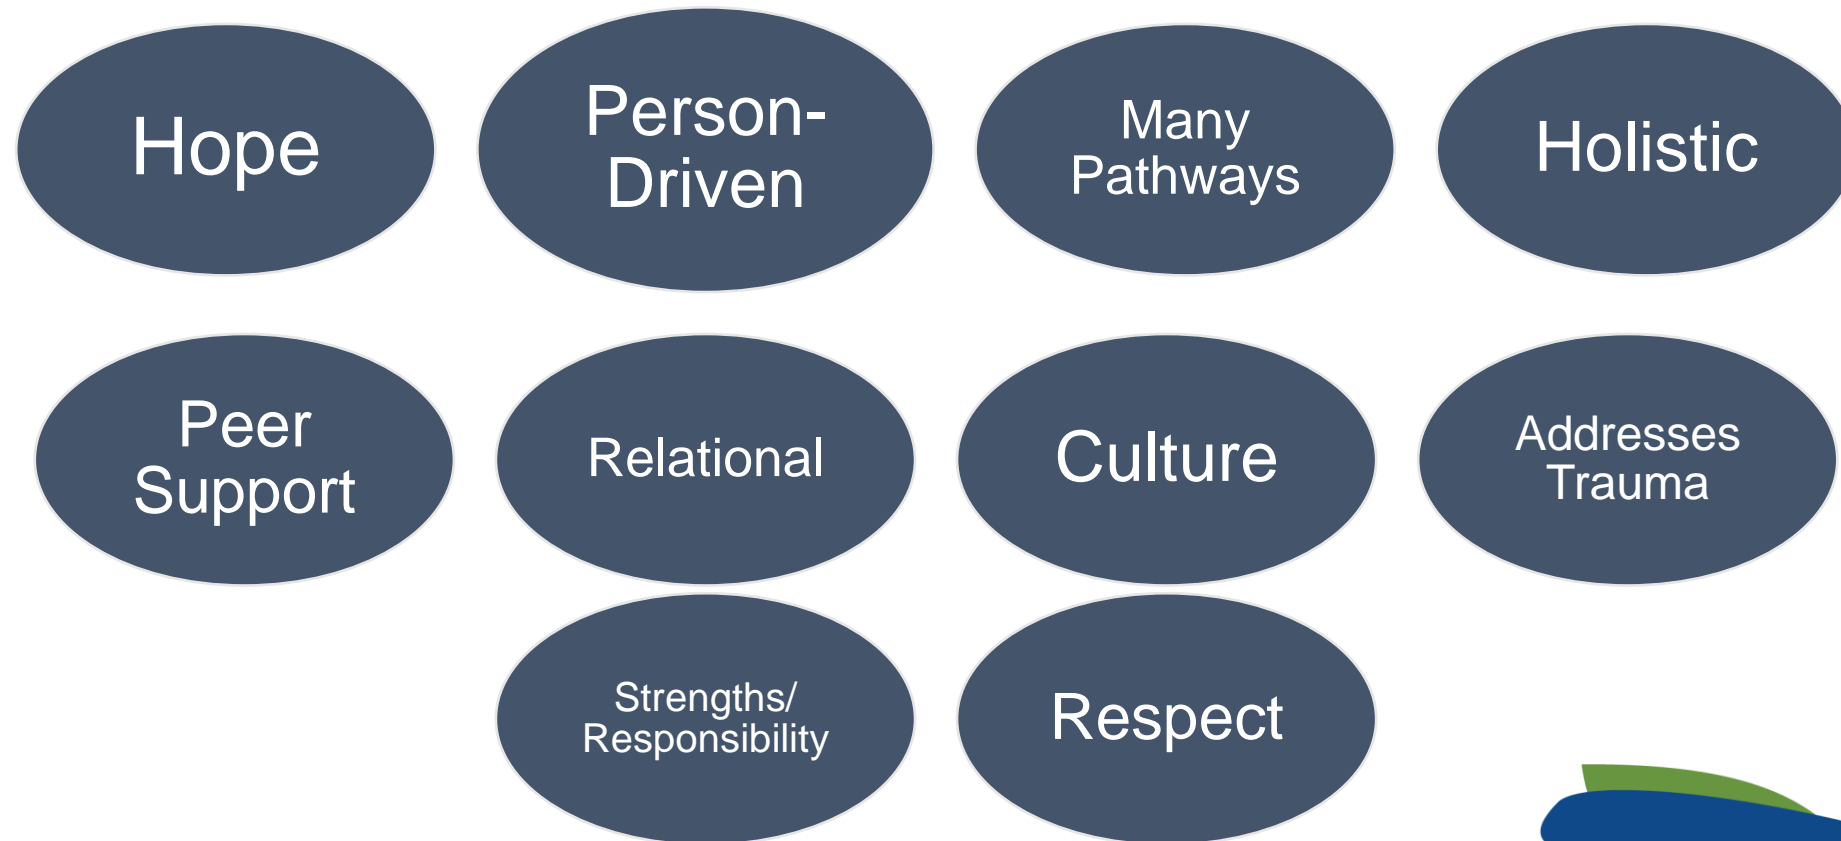 Hope
Person-
Driven
Many
Pathways
Holistic
Peer
Support
Relational
Culture
Addresses
Trauma
Strengths/
Responsibility
Respect